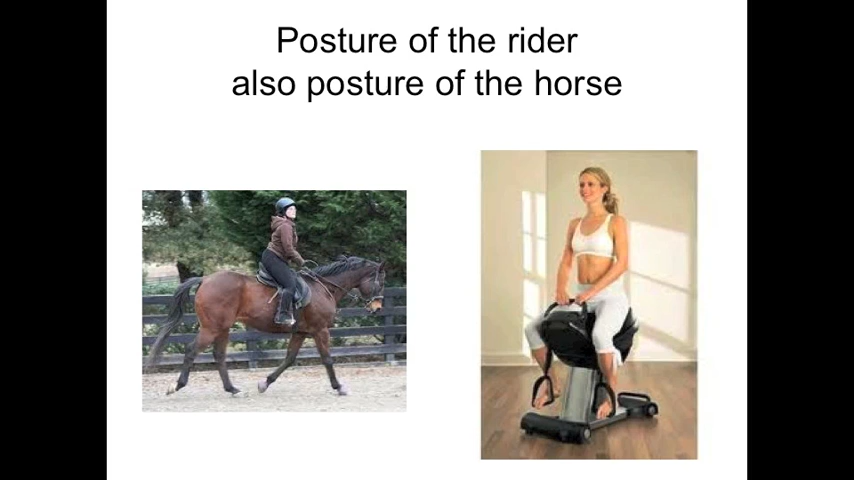 Posture of the rider
also posture of the horse